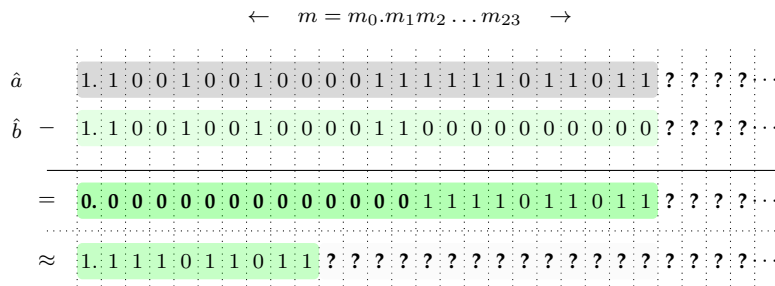 ← m = m₀.m₁m₂ … m₂₃ →
â 1. 1 0 0 1 0 0 1 0 0 0 0 1 1 1 1 1 1 0 1 1 0 1 1 ? ? ? ? ···
b̂ − 1. 1 0 0 1 0 0 1 0 0 0 0 1 1 0 0 0 0 0 0 0 0 0 0 ? ? ? ? ···
= 0. 0 0 0 0 0 0 0 0 0 0 0 0 0 1 1 1 1 0 1 1 0 1 1 ? ? ? ? ···
≈ 1. 1 1 1 0 1 1 0 1 1 ? ? ? ? ? ? ? ? ? ? ? ? ? ? ? ? ? ? ···